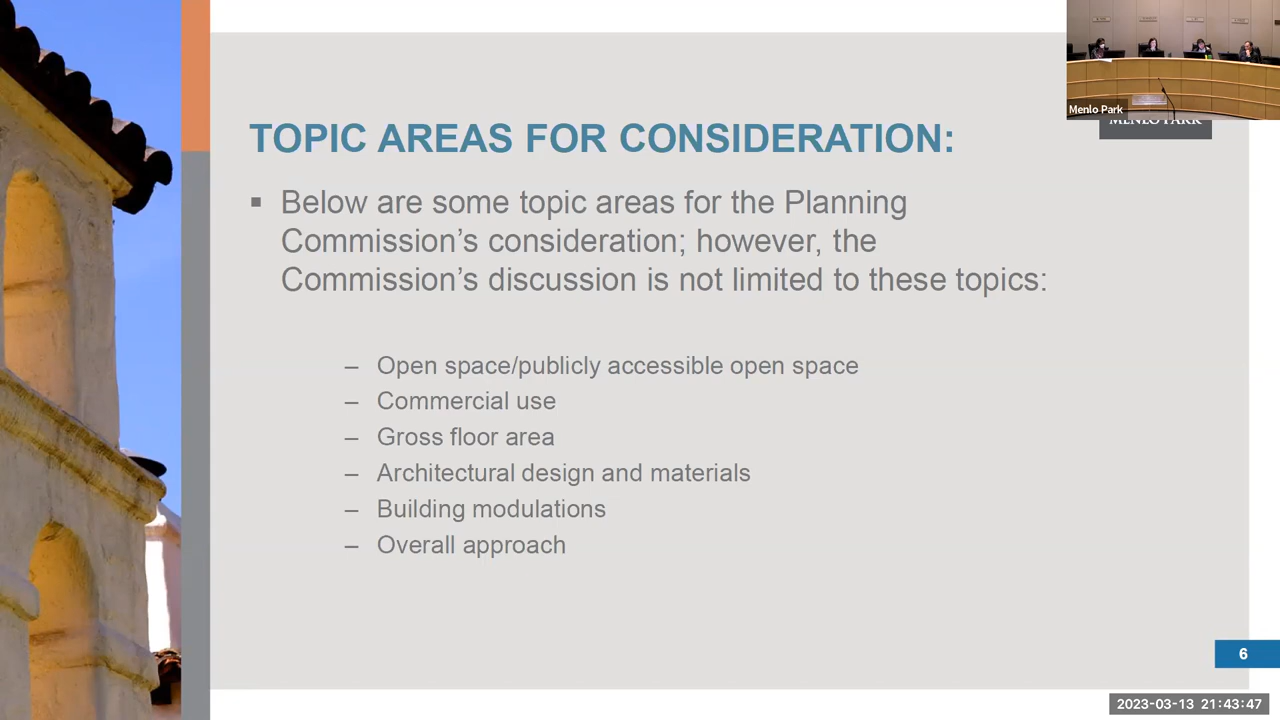 Menlo Park
MENLO PARK
TOPIC AREAS FOR CONSIDERATION:
▪ Below are some topic areas for the Planning
Commission’s consideration; however, the
Commission’s discussion is not limited to these topics:
– Open space/publicly accessible open space
– Commercial use
– Gross floor area
– Architectural design and materials
– Building modulations
– Overall approach
6
2023-03-13 21:43:47